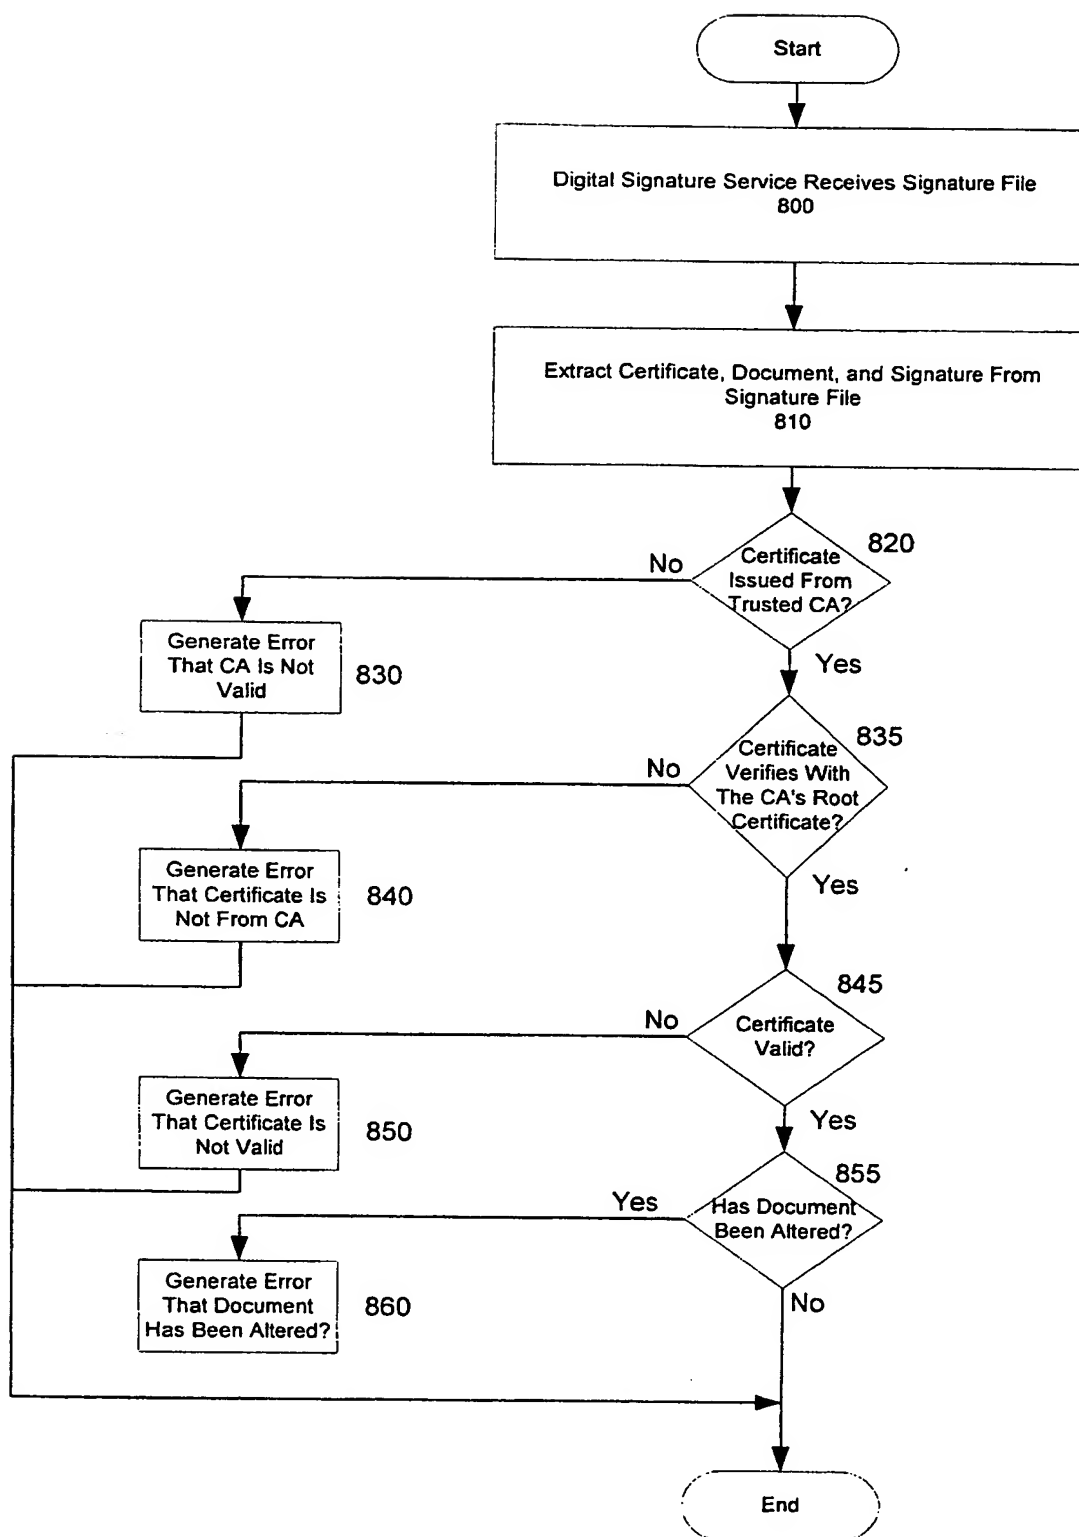 Start
Digital Signature Service Receives Signature File
800
Extract Certificate, Document, and Signature From
Signature File
810
820
Certificate
Issued From
Trusted CA?
No
Generate Error
That CA Is Not
Valid
830
Yes
835
Certificate
Verifies With
The CA's Root
Certificate?
No
Generate Error
That Certificate Is
Not From CA
840
Yes
845
Certificate
Valid?
No
Generate Error
That Certificate Is
Not Valid
850
Yes
855
Has Document
Been Altered?
Yes
Generate Error
That Document
Has Been Altered?
860
No
End